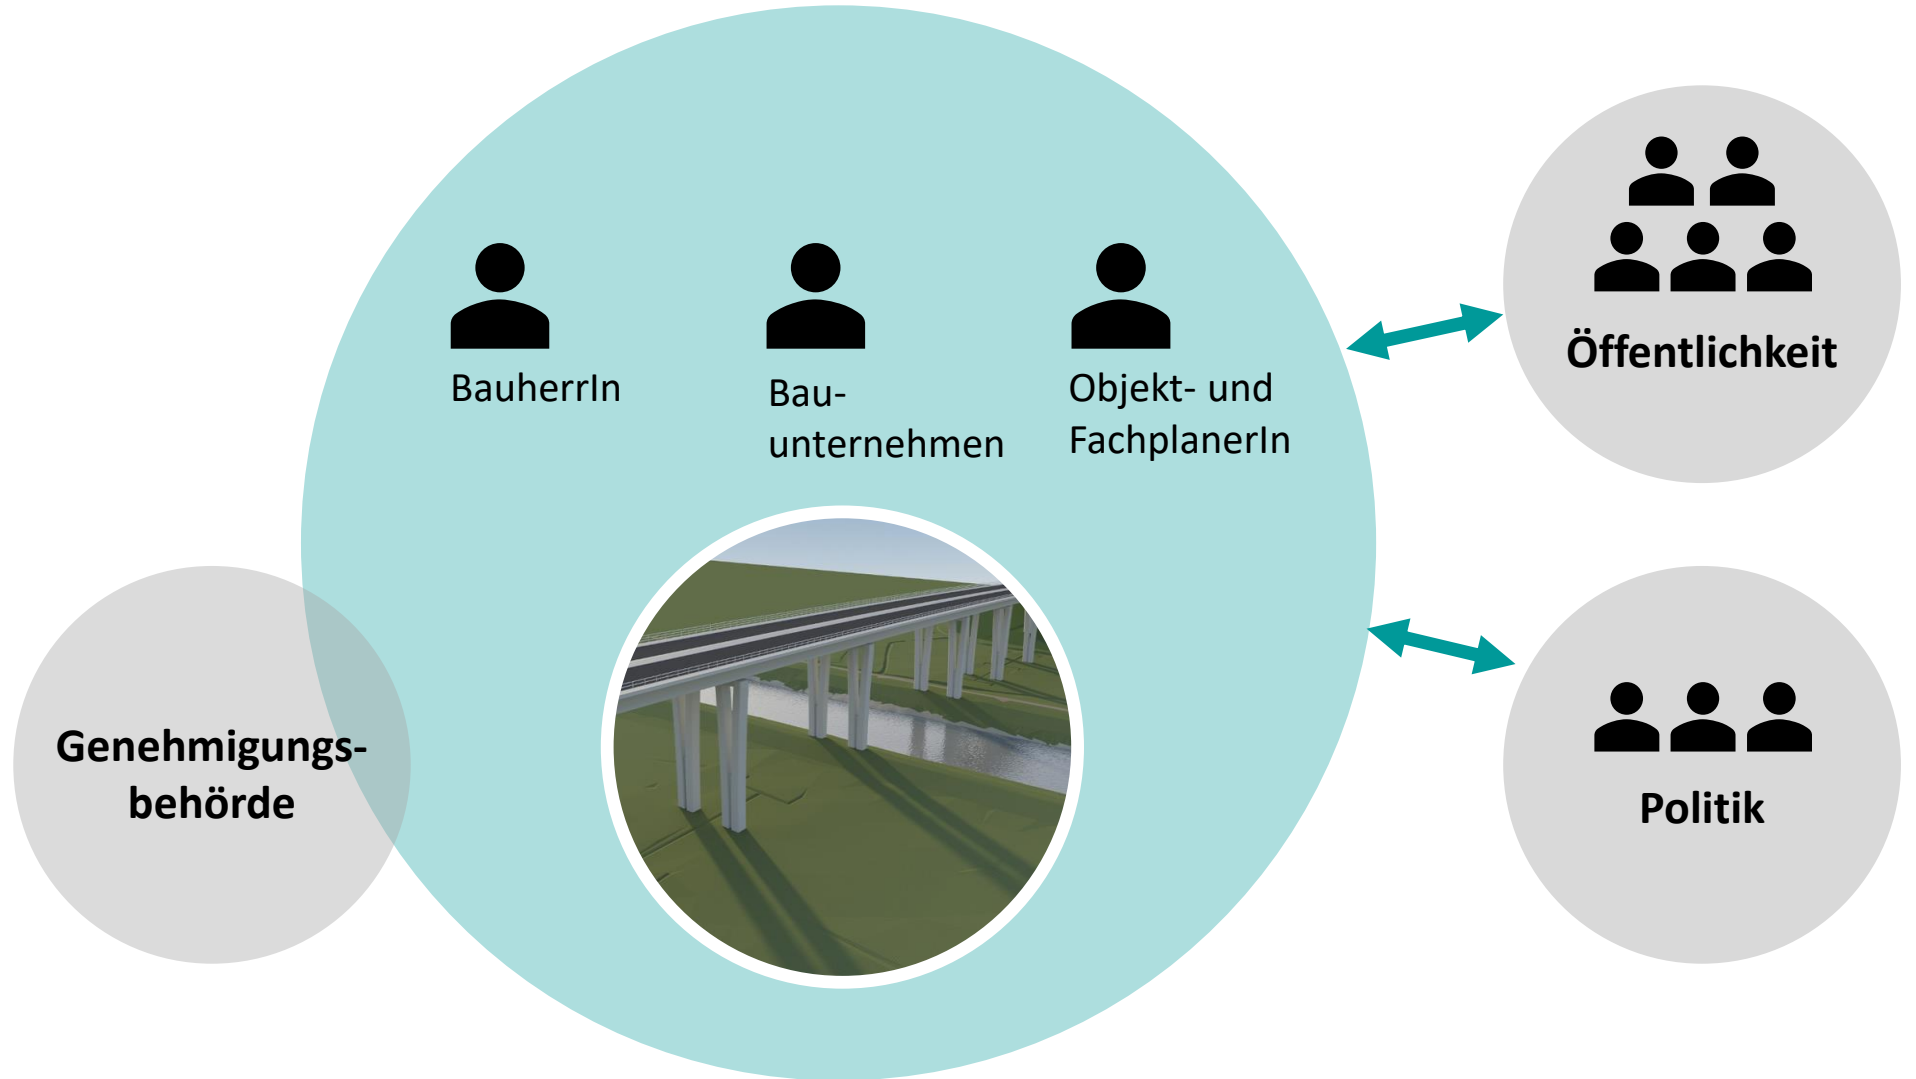 BauherrIn
Bau-
unternehmen
Objekt- und
FachplanerIn
Öffentlichkeit
Genehmigungs-
behörde
Politik